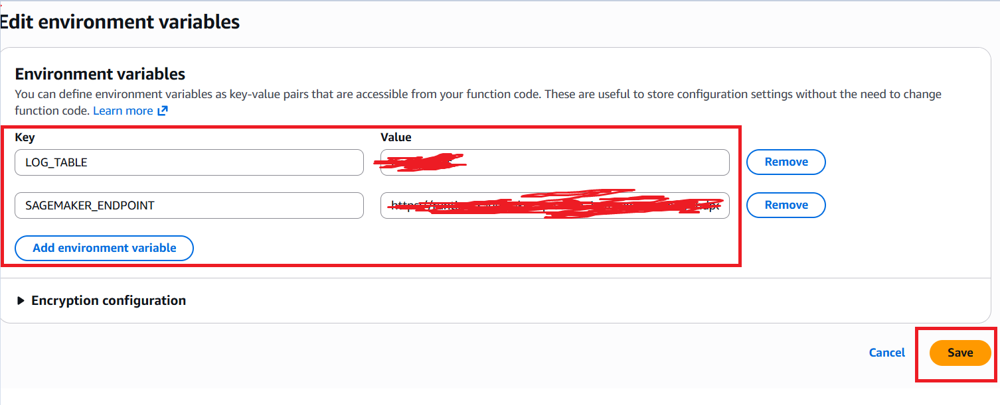 Edit environment variables
Environment variables
You can define environment variables as key-value pairs that are accessible from your function code. These are useful to store configuration settings without the need to change
function code. Learn more
Key Value
LOG_TABLE Remove
SAGEMAKER_ENDPOINT Remove
Add environment variable
Encryption configuration
Cancel Save